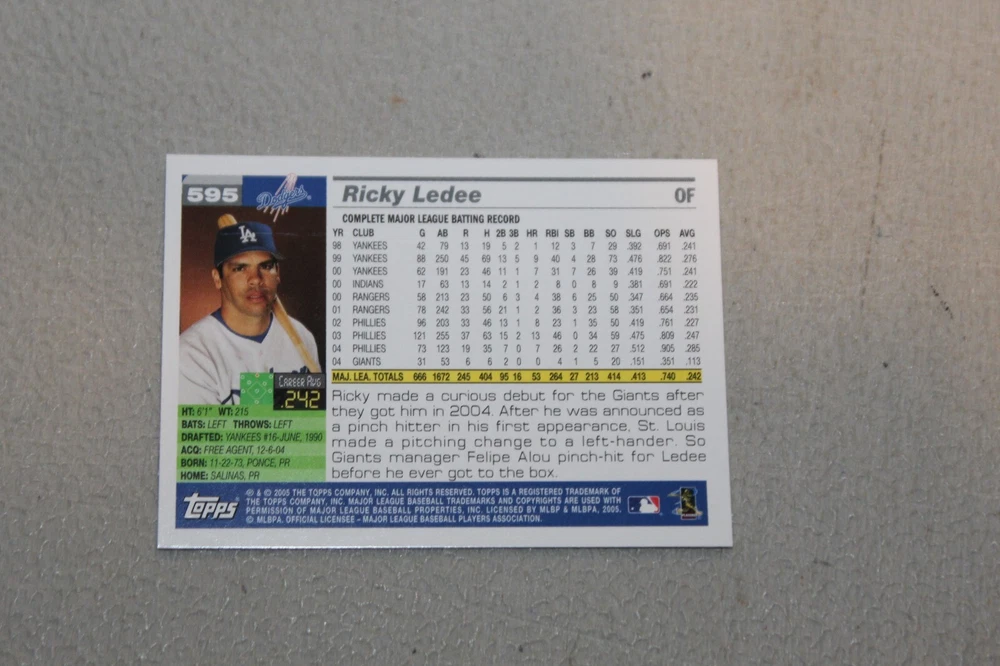 595
Dodgers
LA
Ricky Ledee OF
COMPLETE MAJOR LEAGUE BATTING RECORD
YR CLUB G AB R H 2B 3B HR RBI SB BB SO SLG OPS AVG
98 YANKEES 42 79 13 19 5 2 1 12 3 7 29 .392 .691 .241
99 YANKEES 88 250 45 69 13 5 9 40 4 28 73 .476 .822 .276
00 YANKEES 62 191 23 46 11 1 7 31 7 26 39 .419 .751 .241
00 INDIANS 17 63 13 14 2 1 2 8 0 8 9 .381 .691 .222
00 RANGERS 58 213 23 50 6 3 4 38 6 25 50 .347 .664 .235
01 RANGERS 78 242 33 56 21 1 2 36 3 23 58 .351 .654 .231
02 PHILLIES 96 203 33 46 13 1 8 23 1 35 50 .419 .761 .227
03 PHILLIES 121 255 37 63 15 2 13 46 0 34 59 .475 .809 .247
04 PHILLIES 73 123 19 35 7 0 7 26 2 22 27 .512 .905 .285
04 GIANTS 31 53 6 6 2 0 0 4 1 5 20 .151 .351 .113
MAJ. LEA. TOTALS 666 1672 245 404 95 16 53 264 27 213 414 .413 .740 .242
CAREER AVG
.242
HT: 6'1" WT: 215
BATS: LEFT THROWS: LEFT
DRAFTED: YANKEES #16-JUNE, 1990
ACQ: FREE AGENT, 12-6-04
BORN: 11-22-73, PONCE, PR
HOME: SALINAS, PR
Ricky made a curious debut for the Giants after
they got him in 2004. After he was announced as
a pinch hitter in his first appearance, St. Louis
made a pitching change to a left-hander. So
Giants manager Felipe Alou pinch-hit for Ledee
before he ever got to the box.
Topps
® & © 2005 THE TOPPS COMPANY, INC. ALL RIGHTS RESERVED. TOPPS IS A REGISTERED TRADEMARK OF
THE TOPPS COMPANY, INC. MAJOR LEAGUE BASEBALL TRADEMARKS AND COPYRIGHTS ARE USED WITH
PERMISSION OF MAJOR LEAGUE BASEBALL PROPERTIES, INC. LICENSED BY MLBP & MLBPA, 2005.
© MLBPA. OFFICIAL LICENSEE – MAJOR LEAGUE BASEBALL PLAYERS ASSOCIATION.